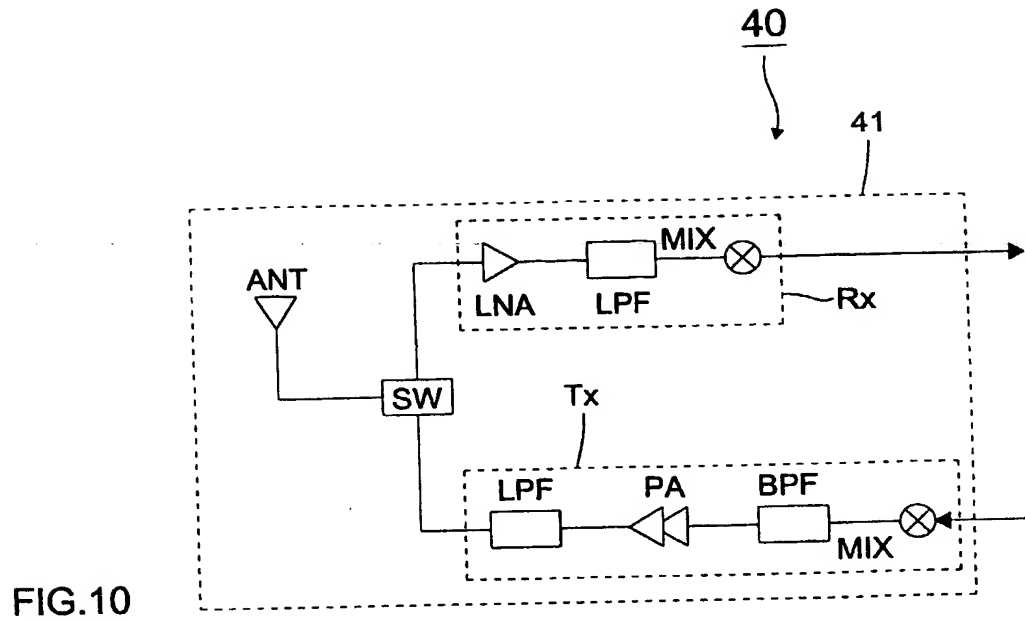 40
41
MIX
ANT
LNA
LPF
Rx
SW
Tx
LPF
PA
BPF
MIX
FIG.10